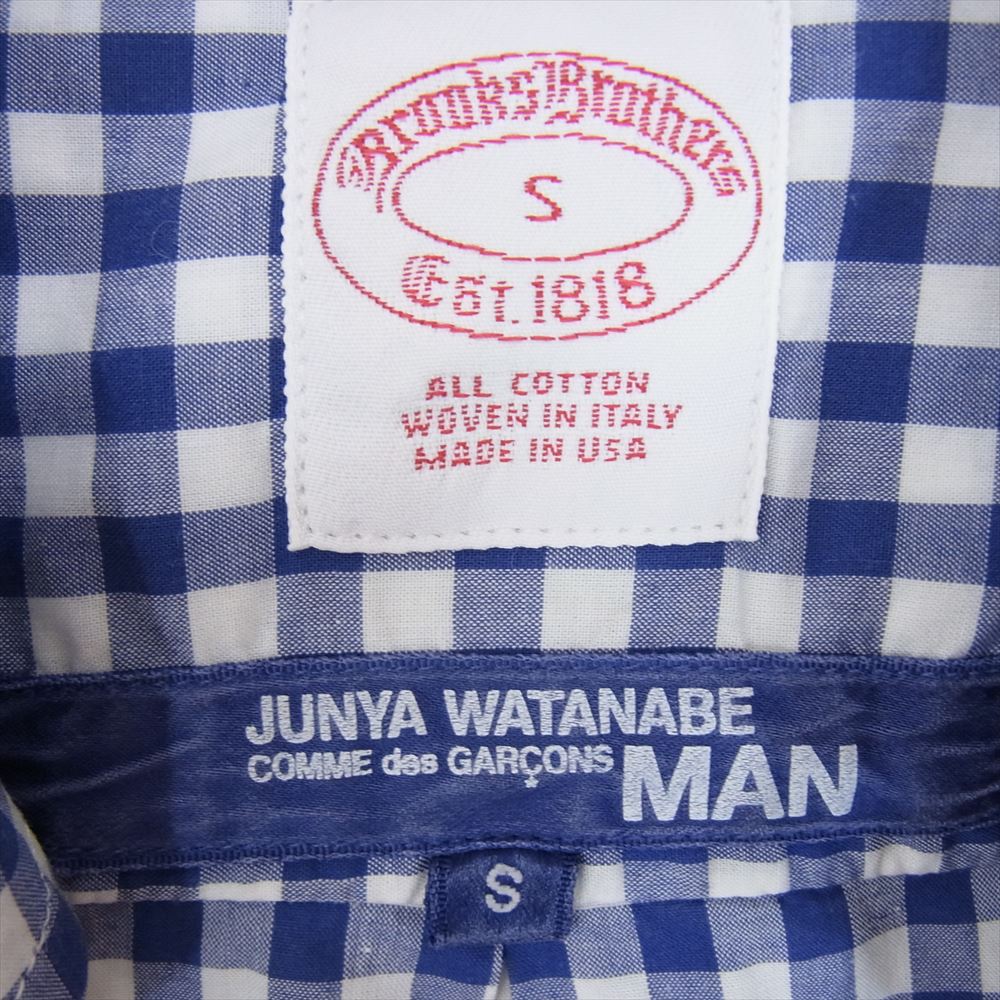 Brooks Brothers
S
Est. 1818
ALL COTTON
WOVEN IN ITALY
MADE IN USA
JUNYA WATANABE
COMME des GARÇONS MAN
S